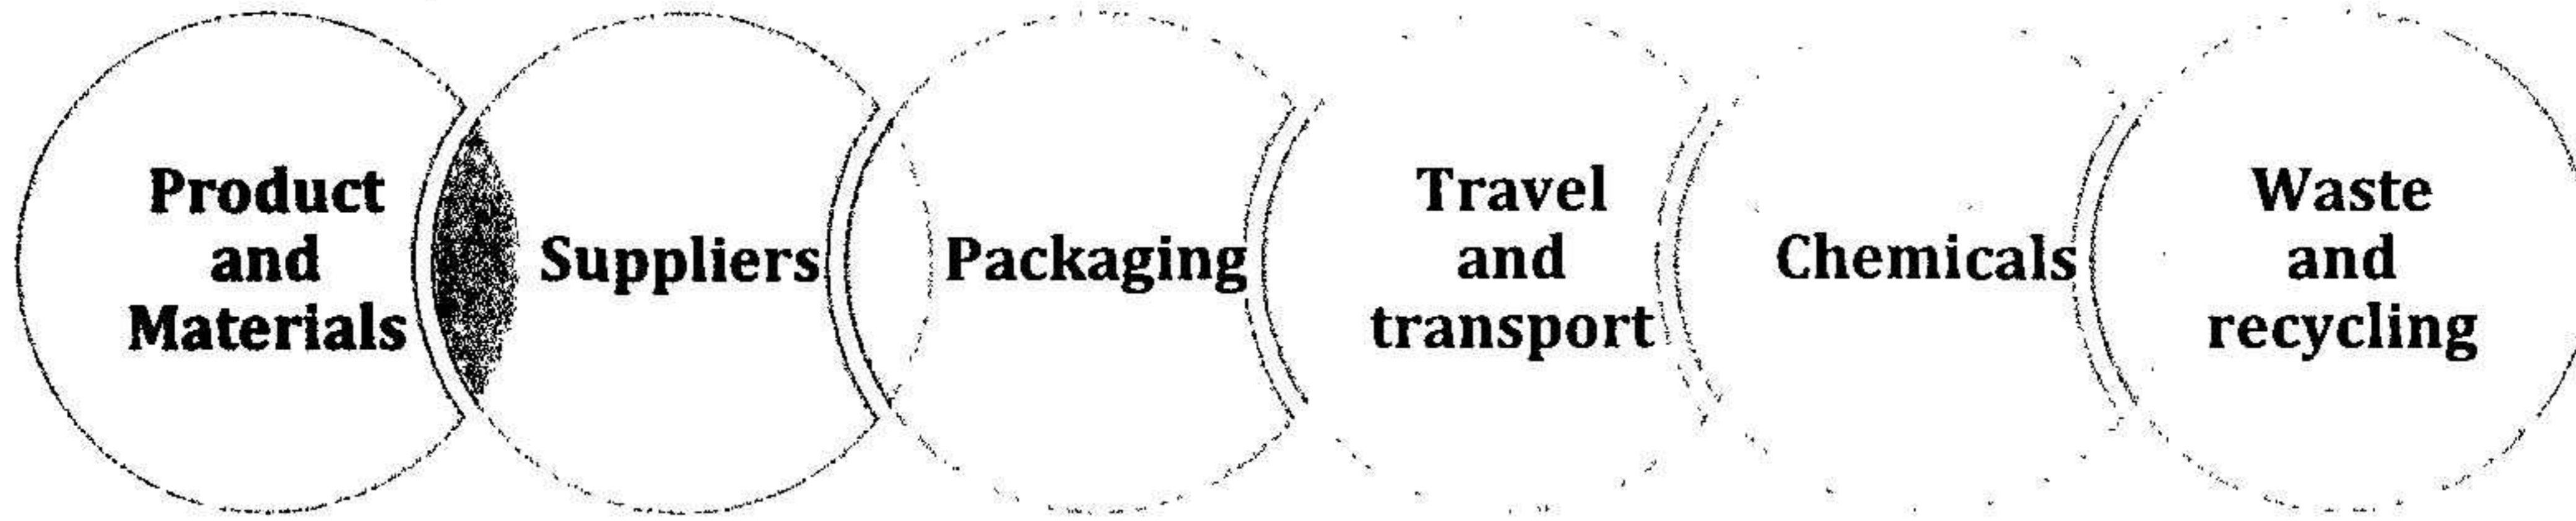 Product
and
Materials
Suppliers
Packaging
Travel
and
transport
Chemicals
Waste
and
recycling